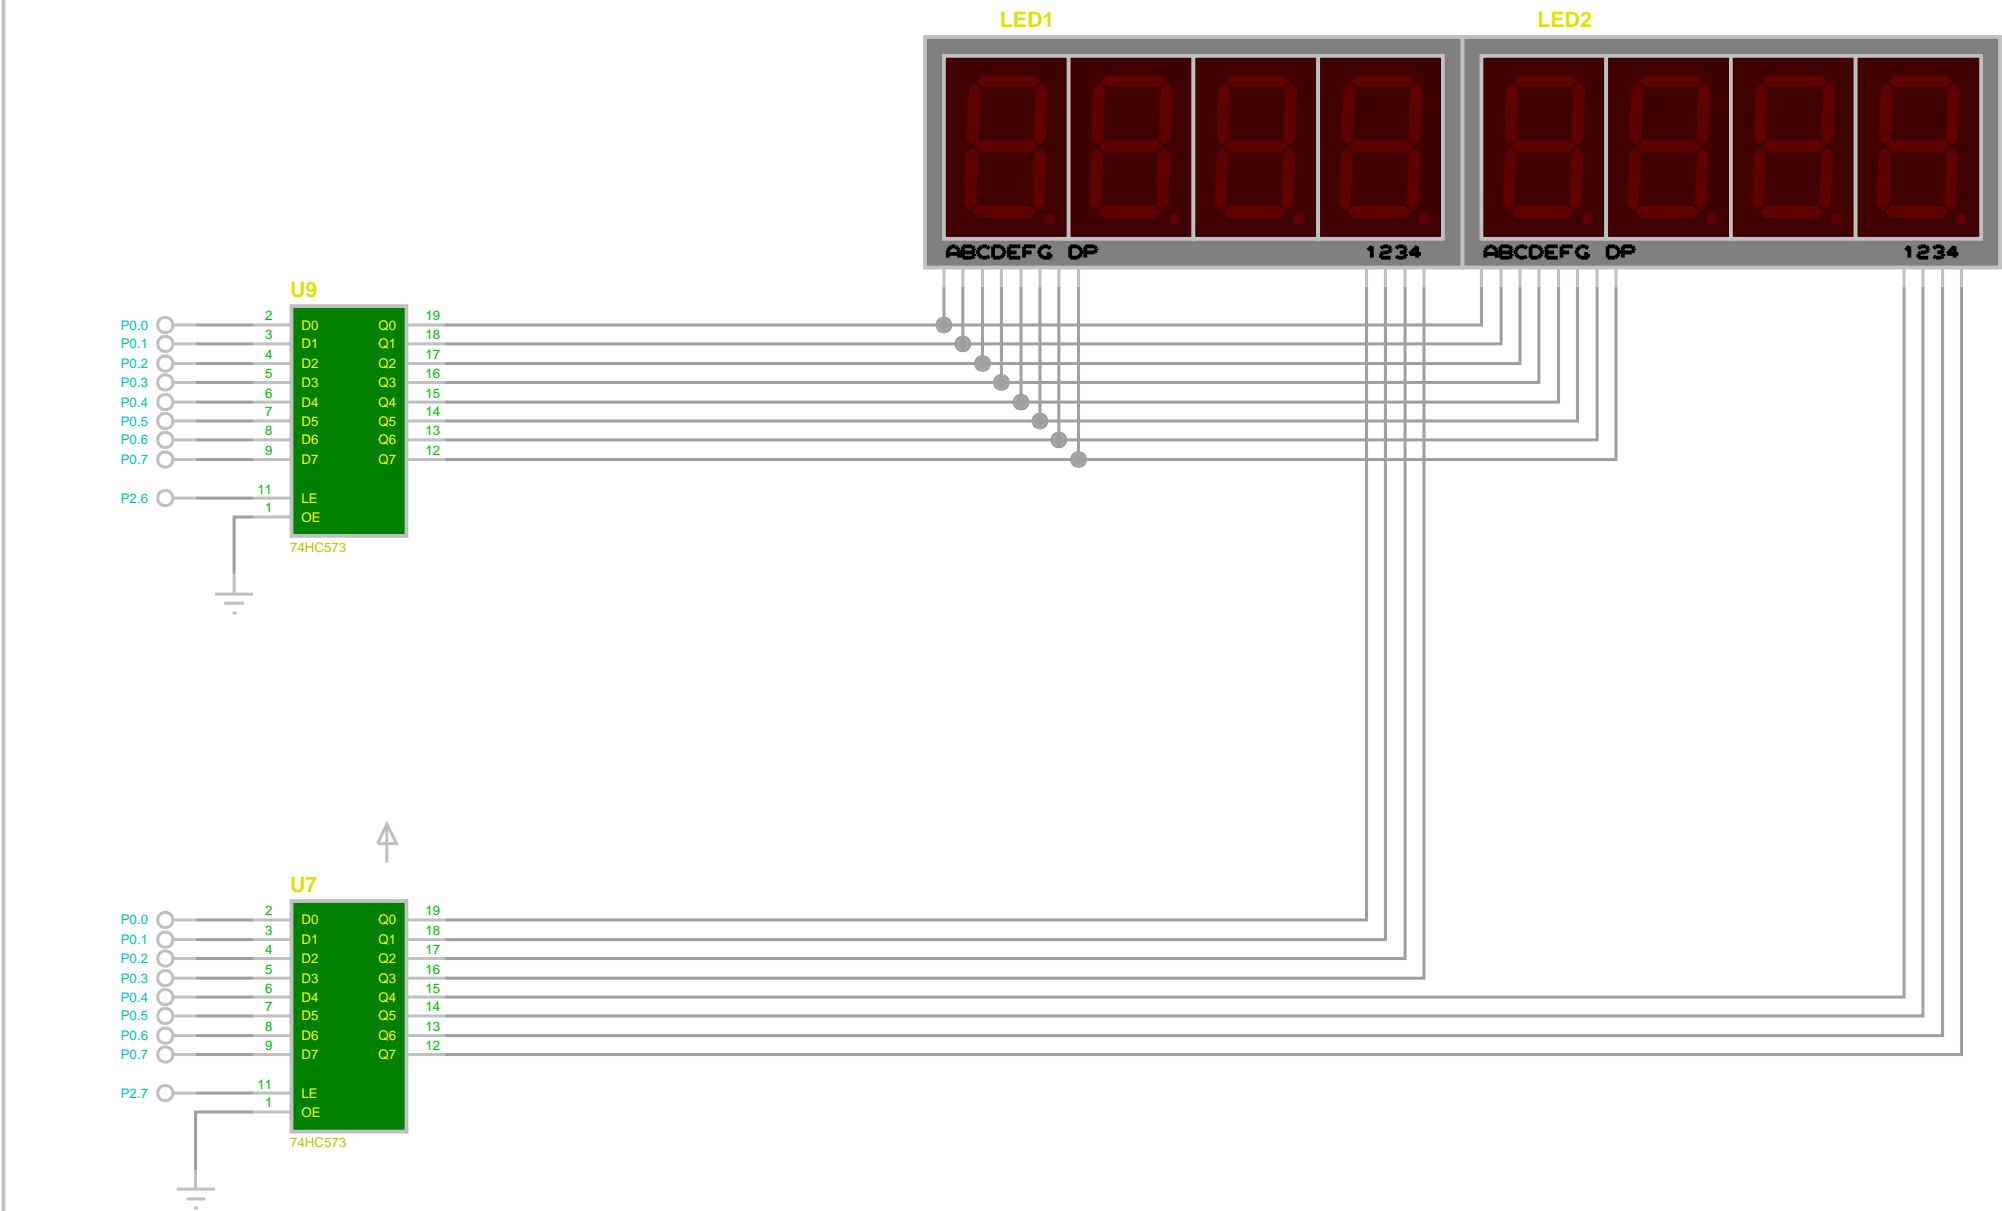 LED1 LED2
ABCDEFG DP 1234 ABCDEFG DP 1234
U9
P0.0 2 D0 Q0 19
P0.1 3 D1 Q1 18
P0.2 4 D2 Q2 17
P0.3 5 D3 Q3 16
P0.4 6 D4 Q4 15
P0.5 7 D5 Q5 14
P0.6 8 D6 Q6 13
P0.7 9 D7 Q7 12
P2.6 11 LE
1 OE
74HC573
U7
P0.0 2 D0 Q0 19
P0.1 3 D1 Q1 18
P0.2 4 D2 Q2 17
P0.3 5 D3 Q3 16
P0.4 6 D4 Q4 15
P0.5 7 D5 Q5 14
P0.6 8 D6 Q6 13
P0.7 9 D7 Q7 12
P2.7 11 LE
1 OE
74HC573